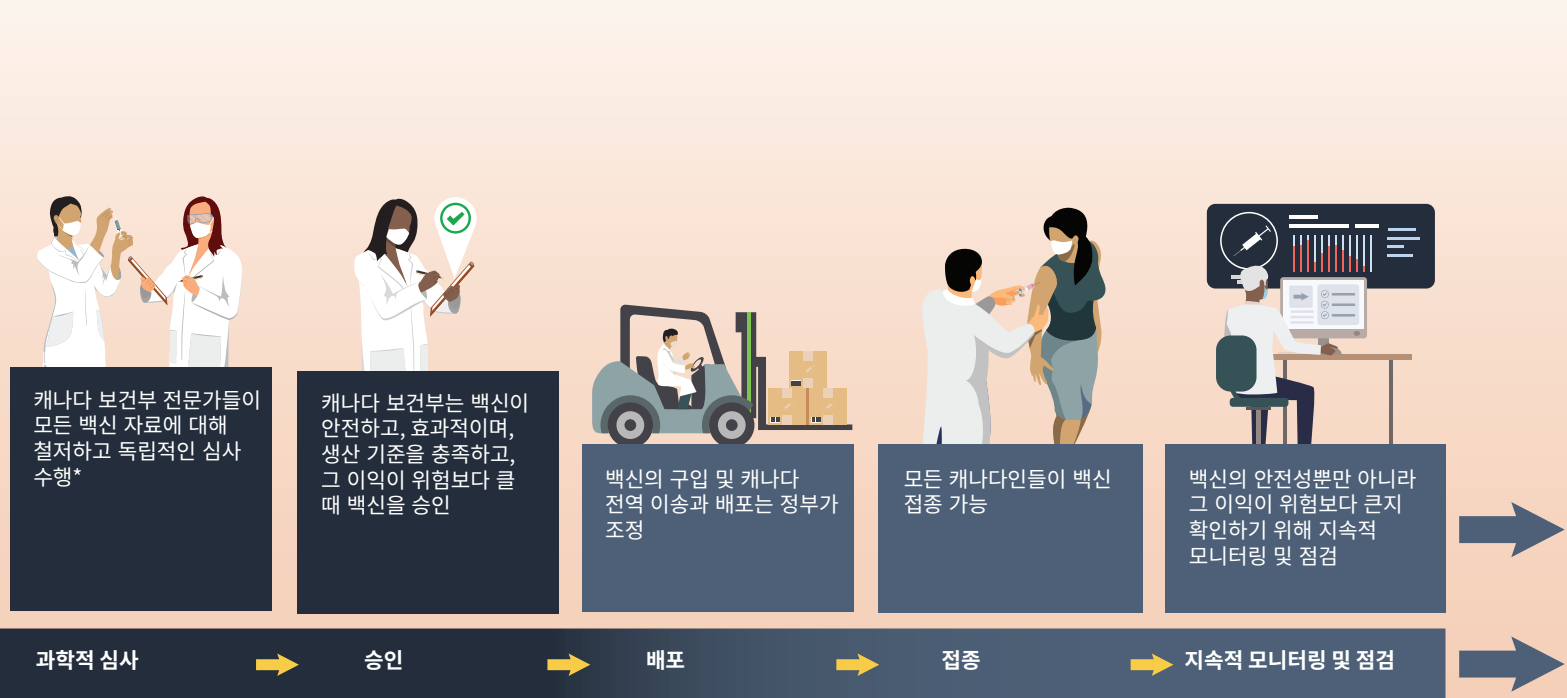 캐나다 보건부 전문가들이
모든 백신 자료에 대해
철저하고 독립적인 심사
수행*
캐나다 보건부는 백신이
안전하고, 효과적이며,
생산 기준을 충족하고,
그 이익이 위험보다 클
때 백신을 승인
백신의 구입 및 캐나다
전역 이송과 배포는 정부가
조정
모든 캐나다인들이 백신
접종 가능
백신의 안전성뿐만 아니라
그 이익이 위험보다 큰지
확인하기 위해 지속적
모니터링 및 점검
과학적 심사
승인
배포
접종
지속적 모니터링 및 점검